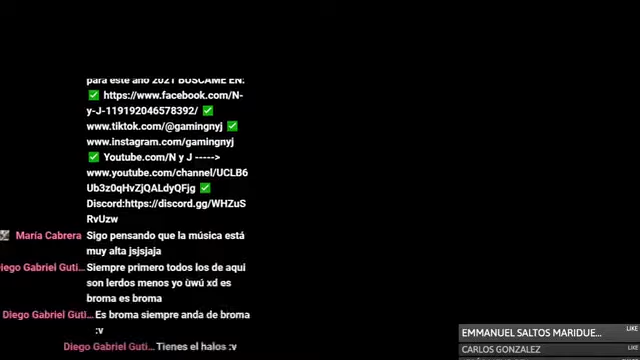 para este año 2021 BUSCAME EN:
✅ https://www.facebook.com/N-
y-J-119192046578392/ ✅
www.tiktok.com/@gamingnyj ✅
www.instagram.com/gamingnyj
✅ Youtube.com/N y J ----->
www.youtube.com/channel/UCLB6
Ub3z0qHvZjQALdyQFjg ✅
Discord:https://discord.gg/WHZuS
RvUzw
María Cabrera Sigo pensando que la música está
muy alta jsjsjaja
iego Gabriel Guti... Siempre primero todos los de aqui
son lerdos menos yo ùwú xd es
broma es broma
Diego Gabriel Guti... Es broma siempre anda de broma
:v
Diego Gabriel Guti... Tienes el halos :v
EMMANUEL SALTOS MARIDUE... LIKE
CARLOS GONZALEZ LIKE